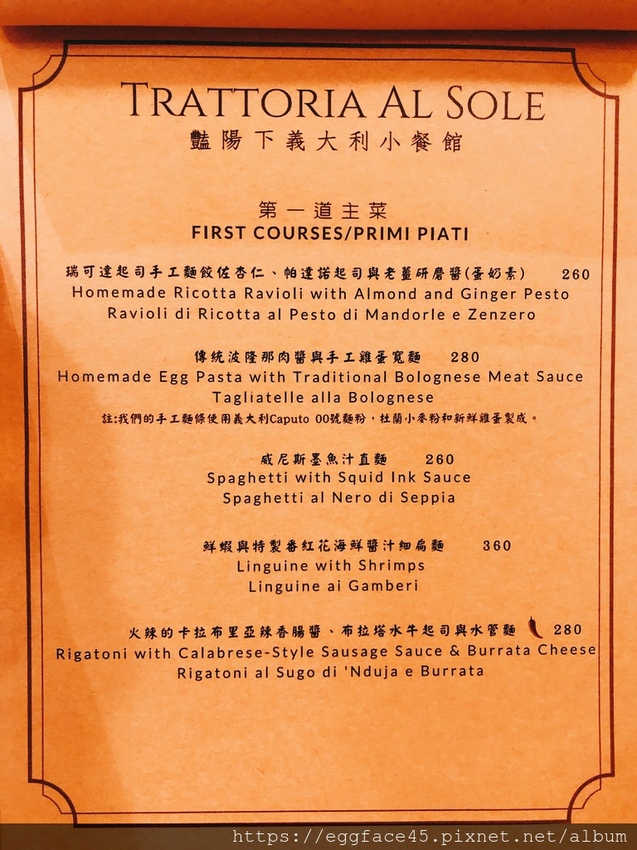 TRATTORIA AL SOLE
豔陽下義大利小餐館
第一道主菜
FIRST COURSES/PRIMI PIATI
瑞可達起司手工麵餃佐杏仁、帕達諾起司與老薑研磨醬(蛋奶素) 260
Homemade Ricotta Ravioli with Almond and Ginger Pesto
Ravioli di Ricotta al Pesto di Mandorle e Zenzero
傳統波隆那肉醬與手工雞蛋寬麵 280
Homemade Egg Pasta with Traditional Bolognese Meat Sauce
Tagliatelle alla Bolognese
註:我們的手工麵條使用義大利Caputo 00號麵粉，杜蘭小麥粉和新鮮雞蛋製成。
威尼斯墨魚汁直麵 260
Spaghetti with Squid Ink Sauce
Spaghetti al Nero di Seppia
鮮蝦與特製番紅花海鮮醬汁細扁麵 360
Linguine with Shrimps
Linguine ai Gamberi
火辣的卡拉布里亞辣香腸醬、布拉塔水牛起司與水管麵 280
Rigatoni with Calabrese-Style Sausage Sauce & Burrata Cheese
Rigatoni al Sugo di 'Nduja e Burrata
https://eggface45.pixnet.net/album